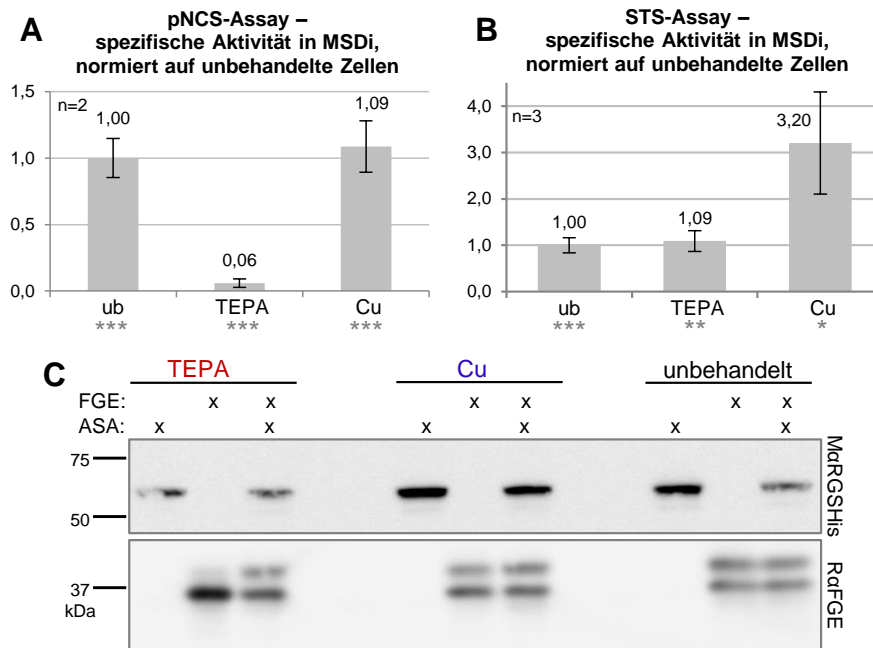 A
pNCS-Assay –
spezifische Aktivität in MSDi,
normiert auf unbehandelte Zellen
1,5
1,0
0,5
0,0
n=2
1,00
0,06
1,09
ub
TEPA
Cu
***
***
***
B
STS-Assay –
spezifische Aktivität in MSDi,
normiert auf unbehandelte Zellen
4,0
3,0
2,0
1,0
0,0
n=3
1,00
1,09
3,20
ub
TEPA
Cu
***
**
*
C
TEPA
Cu
unbehandelt
FGE: x x x x x x
ASA: x x x x x x
75
50
MαRGSHis
37
kDa
RαFGE